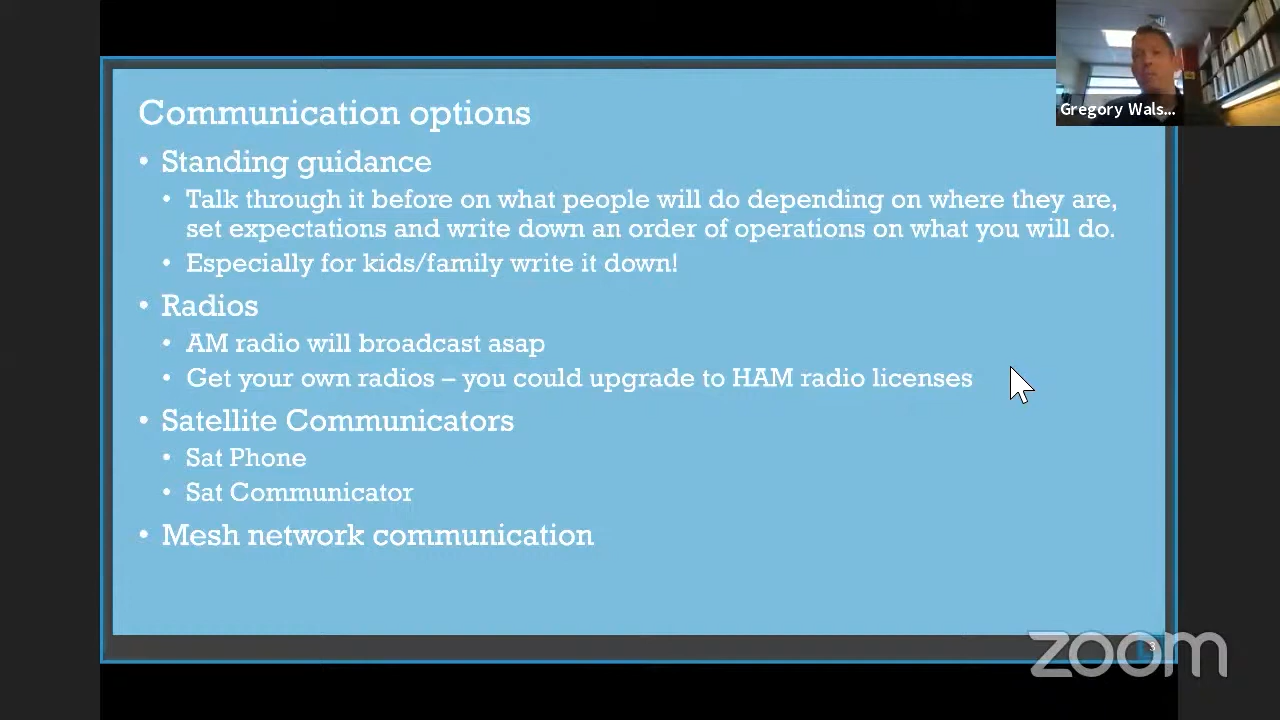 Communication options
• Standing guidance
• Talk through it before on what people will do depending on where they are,
set expectations and write down an order of operations on what you will do.
• Especially for kids/family write it down!
• Radios
• AM radio will broadcast asap
• Get your own radios – you could upgrade to HAM radio licenses
• Satellite Communicators
• Sat Phone
• Sat Communicator
• Mesh network communication
Gregory Wals...
3
zoom